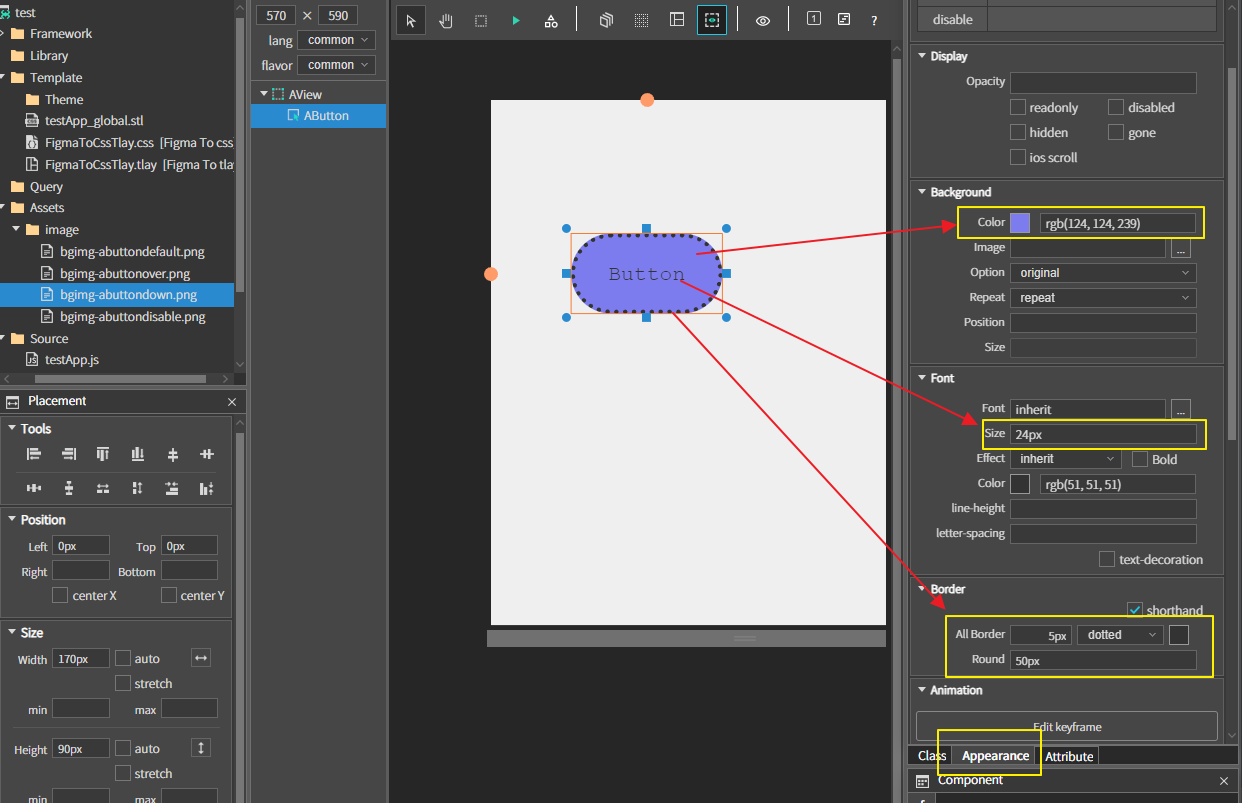 test
Framework
Library
Template
Theme
testApp_global.stl
FigmaToCssTlay.css [Figma To css
FigmaToCssTlay.tlay [Figma To tlay
Query
Assets
image
bgimg-abuttondefault.png
bgimg-abuttonover.png
bgimg-abuttondown.png
bgimg-abuttondisable.png
Source
testApp.js
Placement
Tools
Position
Left 0px Top 0px
Right Bottom
center X center Y
Size
Width 170px auto
stretch
min max
Height 90px auto
stretch
min max
570 × 590
lang common
flavor common
AView
AButton
1 ?
Button
disable
Display
Opacity
readonly disabled
hidden gone
ios scroll
Background
Color rgb(124, 124, 239)
Image ...
Option original
Repeat repeat
Position
Size
Font
Font inherit ...
Size 24px
Effect inherit Bold
Color rgb(51, 51, 51)
line-height
letter-spacing
text-decoration
Border
shorthand
All Border 5px dotted
Round 50px
Animation
Edit keyframe
Class Appearance Attribute
Component